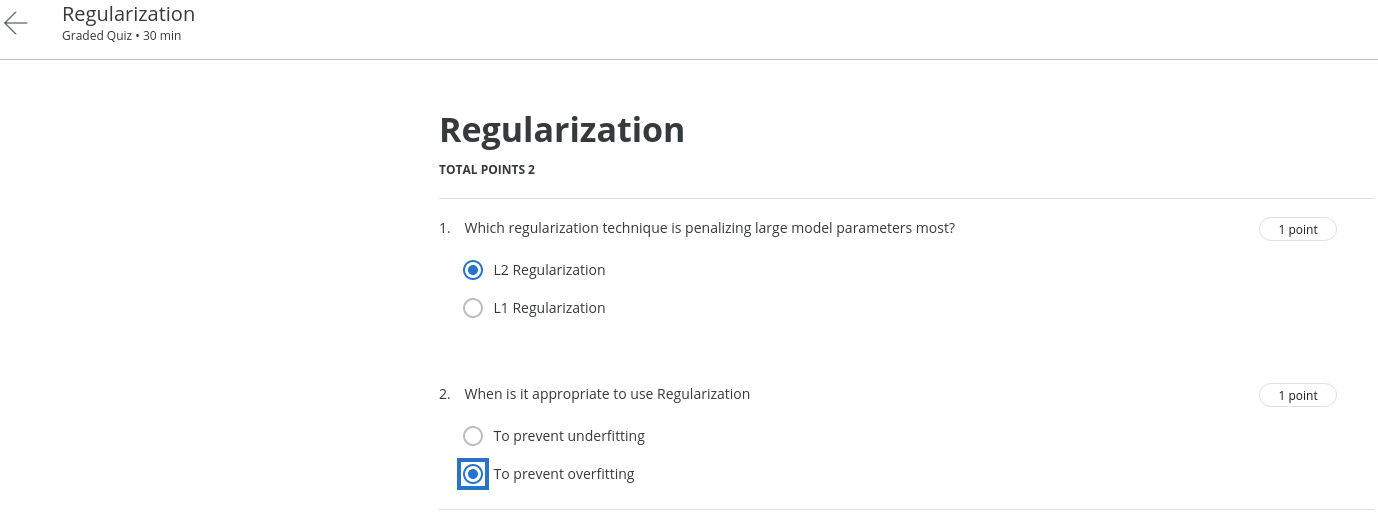 Regularization
Graded Quiz • 30 min
Regularization
TOTAL POINTS 2
1. Which regularization technique is penalizing large model parameters most?
1 point
L2 Regularization
L1 Regularization
2. When is it appropriate to use Regularization
1 point
To prevent underfitting
To prevent overfitting